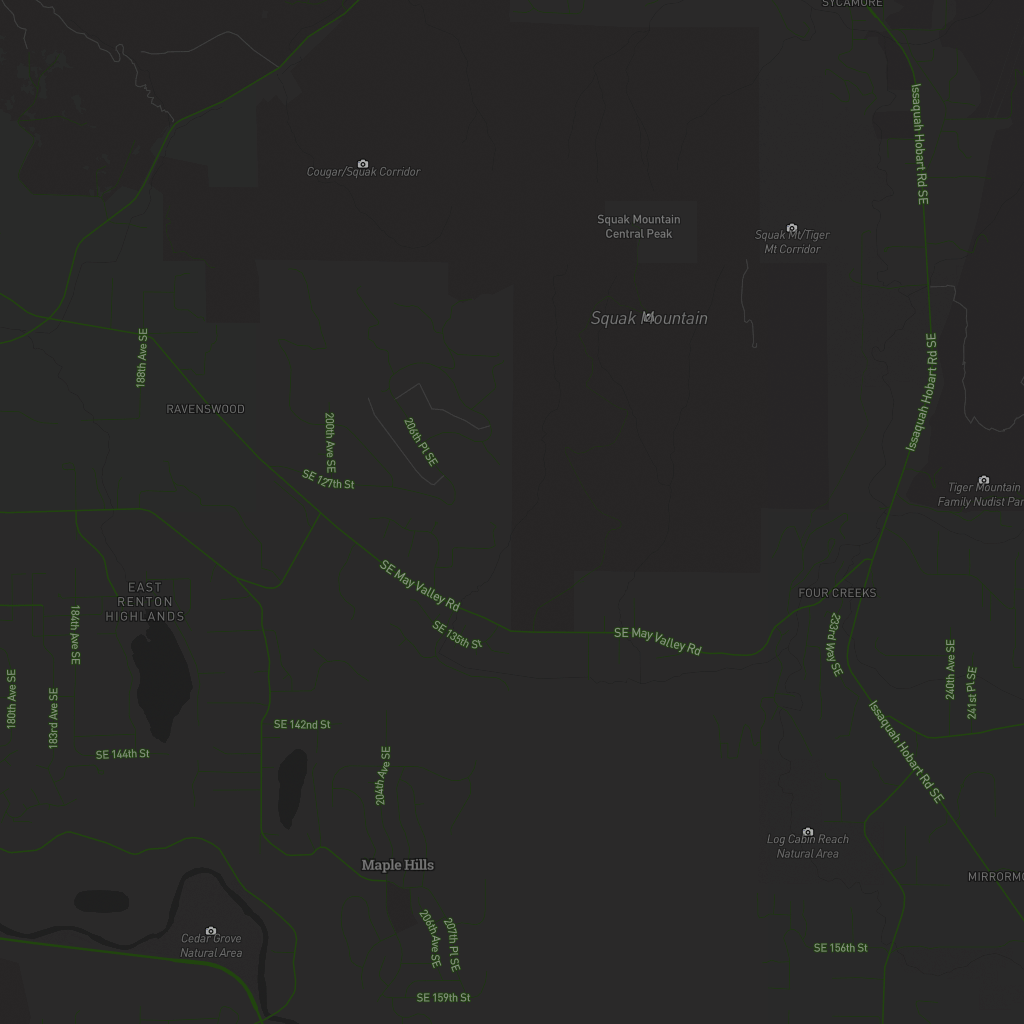 SYCAMORE
Issaquah Hobart Rd SE
Cougar/Squak Corridor
Squak Mountain
Central Peak
Squak Mt/Tiger
Mt Corridor
Squak Mountain
188th Ave SE
Issaquah Hobart Rd SE
RAVENSWOOD
200th Ave SE
206th Pl SE
SE 127th St
Tiger Mountain
Family Nudist Par
SE May Valley Rd
EAST
RENTON
HIGHLANDS
FOUR CREEKS
184th Ave SE
SE 135th St
SE May Valley Rd
233rd Way SE
240th Ave SE
241st Pl SE
180th Ave SE
183rd Ave SE
SE 142nd St
Issaquah Hobart Rd SE
SE 144th St
204th Ave SE
Log Cabin Reach
Natural Area
Maple Hills
MIRRORMO
Cedar Grove
Natural Area
206th Ave SE
207th Pl SE
SE 156th St
SE 159th St